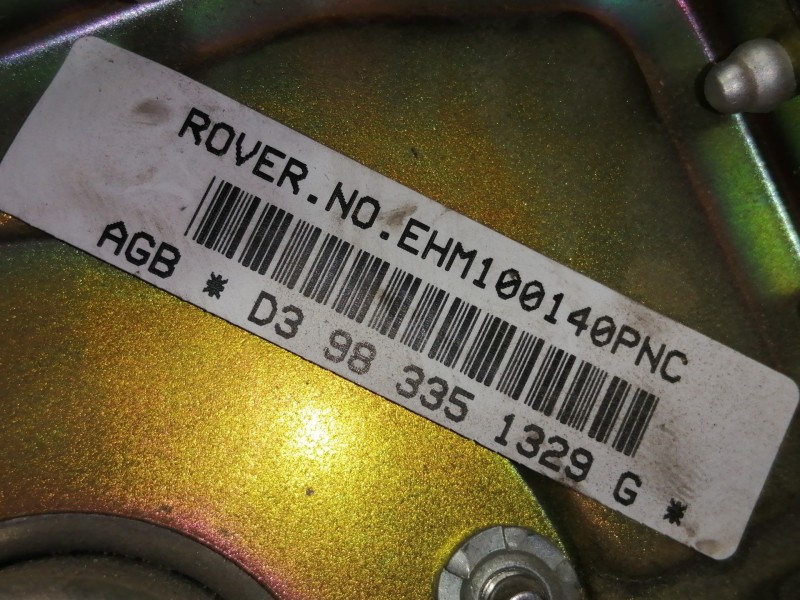 ROVER.NO.EHM100140PNC
AGB * D3 98 335 1329 G *